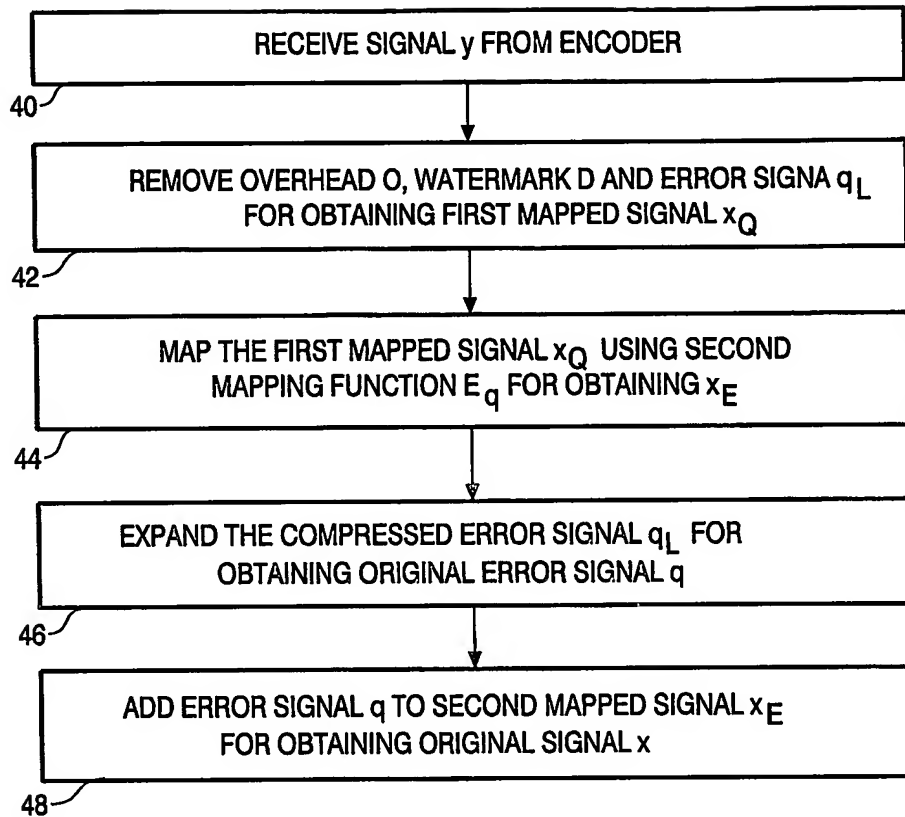 RECEIVE SIGNAL y FROM ENCODER
40
REMOVE OVERHEAD O, WATERMARK D AND ERROR SIGNA qL
FOR OBTAINING FIRST MAPPED SIGNAL xQ
42
MAP THE FIRST MAPPED SIGNAL xQ USING SECOND
MAPPING FUNCTION Eq FOR OBTAINING xE
44
EXPAND THE COMPRESSED ERROR SIGNAL qL FOR
OBTAINING ORIGINAL ERROR SIGNAL q
46
ADD ERROR SIGNAL q TO SECOND MAPPED SIGNAL xE
FOR OBTAINING ORIGINAL SIGNAL x
48